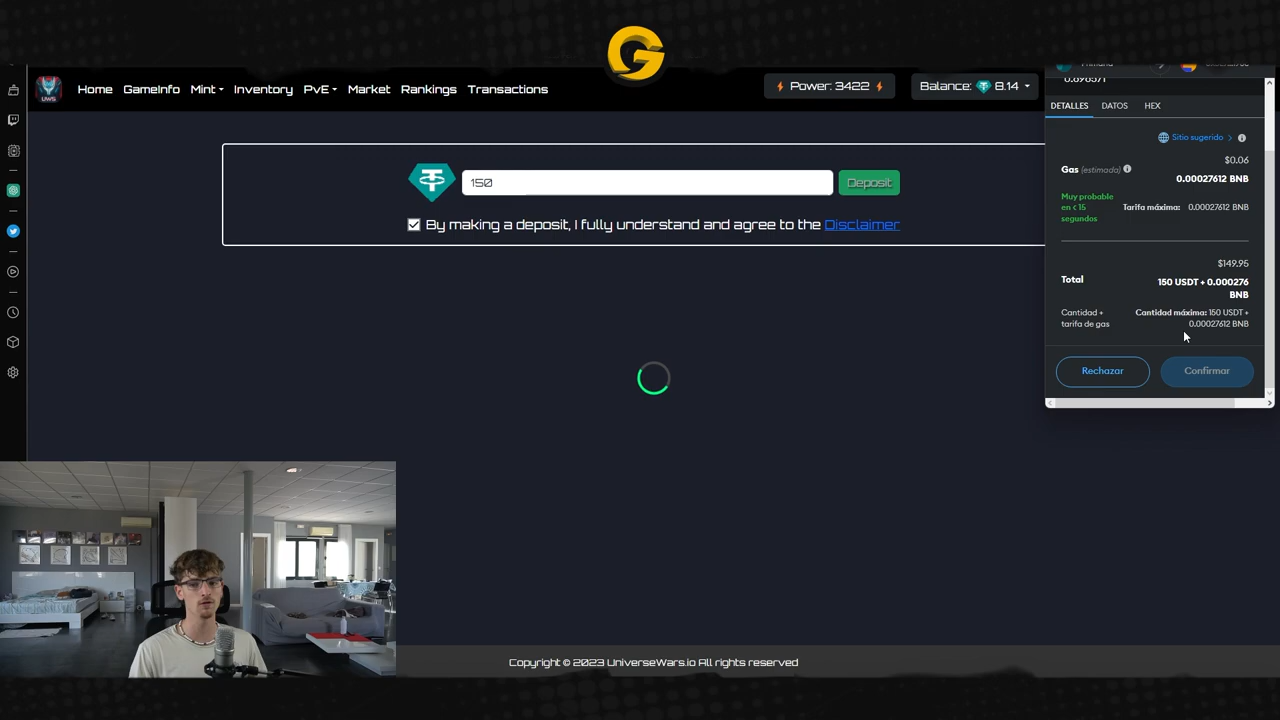 G
UWS
Home GameInfo Mint Inventory PvE Market Rankings Transactions
Power: 3422
Balance: 8.14
150
Deposit
By making a deposit, I fully understand and agree to the Disclaimer
DETALLES DATOS HEX
Sitio sugerido
$0.06
Gas (estimada) 0.00027612 BNB
Muy probable
en < 15
segundos
Tarifa máxima: 0.00027612 BNB
$149.95
Total
150 USDT + 0.000276
BNB
Cantidad +
tarifa de gas
Cantidad máxima: 150 USDT +
0.00027612 BNB
Rechazar
Confirmar
Copyright © 2023 UniverseWars.io All rights reserved